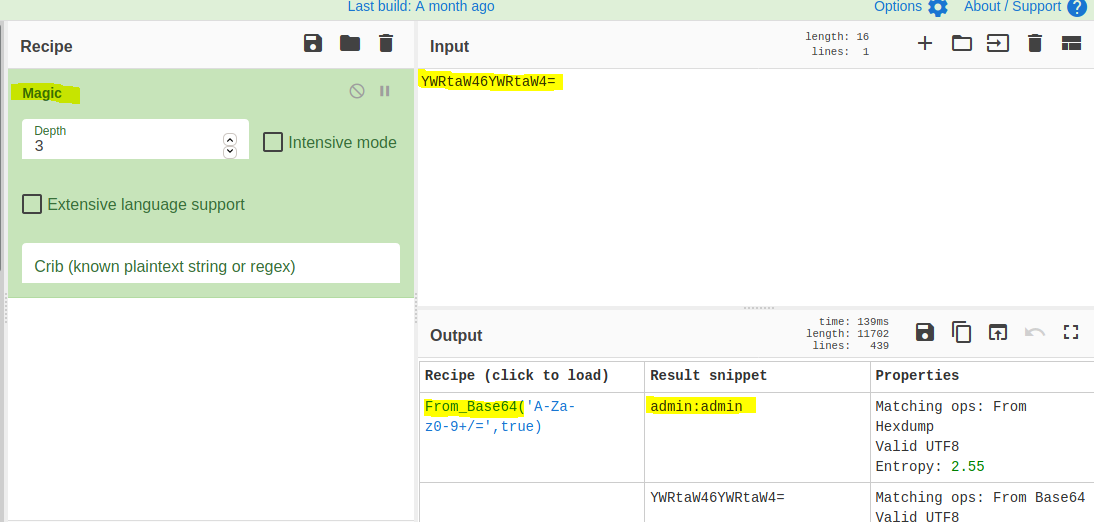 Last build: A month ago
Options
About / Support
?
Recipe
Magic
Depth
3
Intensive mode
Extensive language support
Crib (known plaintext string or regex)
Input
length: 16
lines: 1
YWRtaW46YWRtaW4=
Output
time: 139ms
length: 11702
lines: 439
Recipe (click to load)
Result snippet
Properties
From_Base64('A-Za-
z0-9+/=',true)
admin:admin
Matching ops: From
Hexdump
Valid UTF8
Entropy: 2.55
YWRtaW46YWRtaW4=
Matching ops: From Base64
Valid UTF8